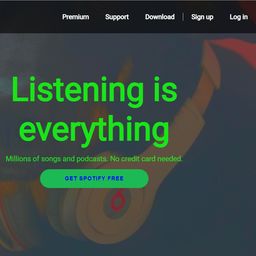 Premium Support Download Sign up Log in
Listening is
everything
Millions of songs and podcasts. No credit card needed.
GET SPOTIFY FREE